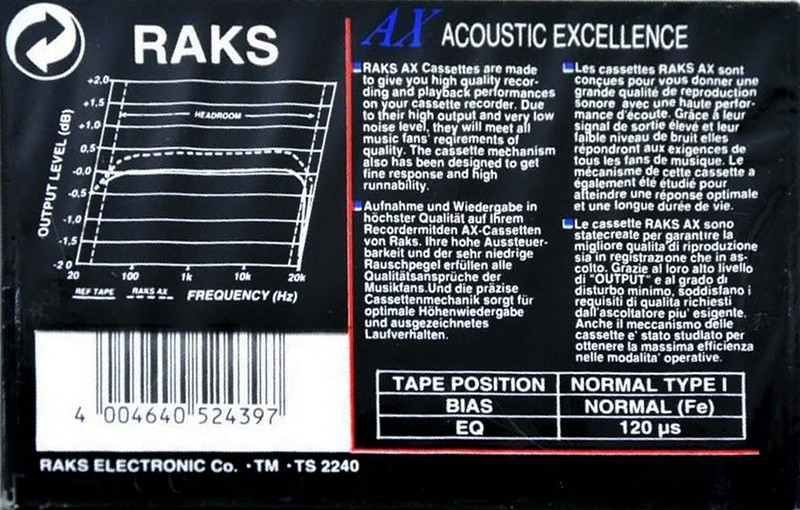 RAKS
+2,0
+1,5
+1,0
+0,5
-0,0
-0,5
-1,0
-1,5
-2 0
OUTPUT LEVEL (dB)
HEADROOM
20
100
1k
10k
20k
REF TAPE
RAKS AX
FREQUENCY (Hz)
4 004640 524397
RAKS ELECTRONIC Co. · TM · TS 2240
AX ACOUSTIC EXCELLENCE
RAKS AX Cassettes are made
to give you high quality recor-
ding and playback performances
on your cassette recorder. Due
to their high output and very low
noise level, they will meet all
music fans' reqirements of
quality. The cassette mechanism
also has been designed to get
fine response and high
runnability.
Aufnahme und Wiedergabe in
höchster Qualität auf Ihrem
Recordermitden AX-Cassetten
von Raks. Ihre hohe Aussteuer-
barkeit und der sehr niedrige
Rauschpegel erfüllen alle
Qualitätsansprüche der
Musikfans.Und die präzise
Cassettenmechanik sorgt für
optimale Höhenwiedergabe
und ausgezeichnetes
Laufverhalten.
Les cassettes RAKS AX sont
conçues pour vous donner une
grande qualité de reproduction
sonore avec une haute perfor-
mance d'écoute. Grâce à leur
signal de sortie élevé et leur
faible niveau de bruit elles
répondront aux exigences de
tous les fans de musique. Le
mécanisme de cette cassette a
également été étudié pour
atteindre une réponse optimale
et une longue durée de vie.
Le cassette RAKS AX sono
statecreate per garantire la
migliore qualita di riproduzione
sia in registrazione che in as-
colto. Grazie al loro alto livello
di "OUTPUT" e al grado di
disturbo minimo, soddisfano i
requisiti di qualita richiesti
dall'ascoltatore piu' esigente.
Anche il meccanismo delle
cassette e' stato studiato per
ottenere la massima efficienza
nelle modalita' operative.
TAPE POSITION NORMAL TYPE I
BIAS NORMAL (Fe)
EQ 120 µs